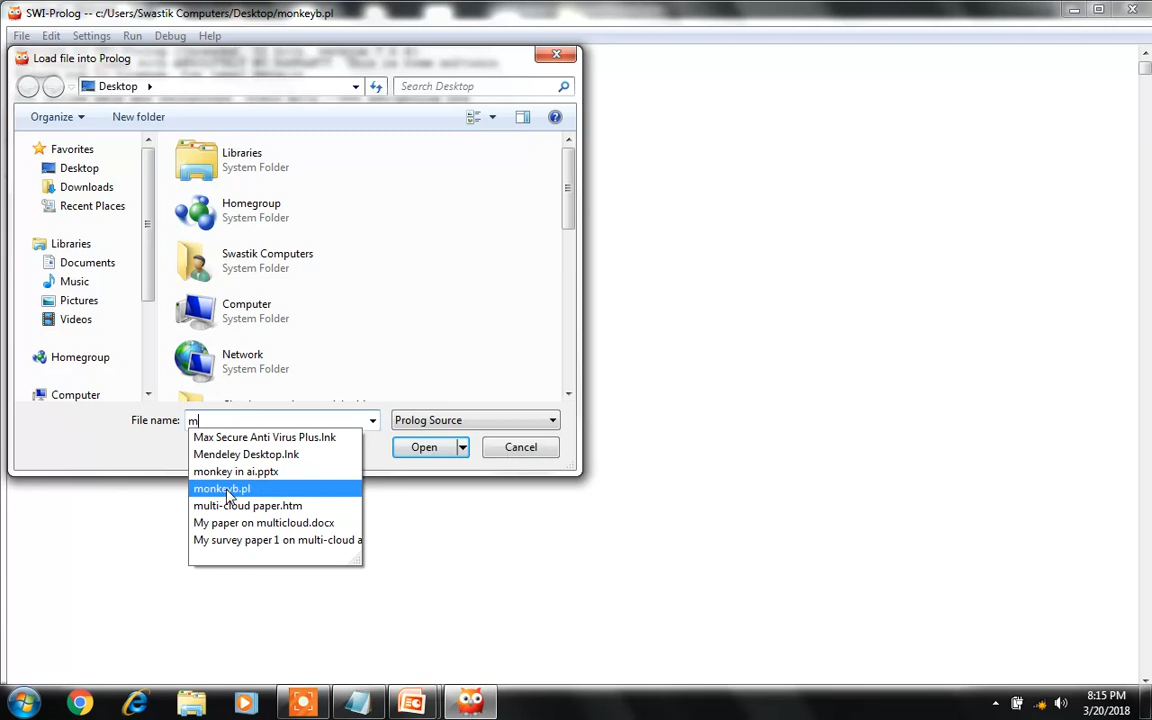 SWI-Prolog -- c:/Users/Swastik Computers/Desktop/monkeyb.pl
File Edit Settings Run Debug Help
Load file into Prolog
Desktop
Search Desktop
Organize
New folder
Favorites
Desktop
Downloads
Recent Places
Libraries
Documents
Music
Pictures
Videos
Homegroup
Computer
Libraries
System Folder
Homegroup
System Folder
Swastik Computers
System Folder
Computer
System Folder
Network
System Folder
File name:
m
Prolog Source
Open
Cancel
Max Secure Anti Virus Plus.lnk
Mendeley Desktop.lnk
monkey in ai.pptx
monkeyb.pl
multi-cloud paper.htm
My paper on multicloud.docx
My survey paper 1 on multi-cloud a
8:15 PM
3/20/2018